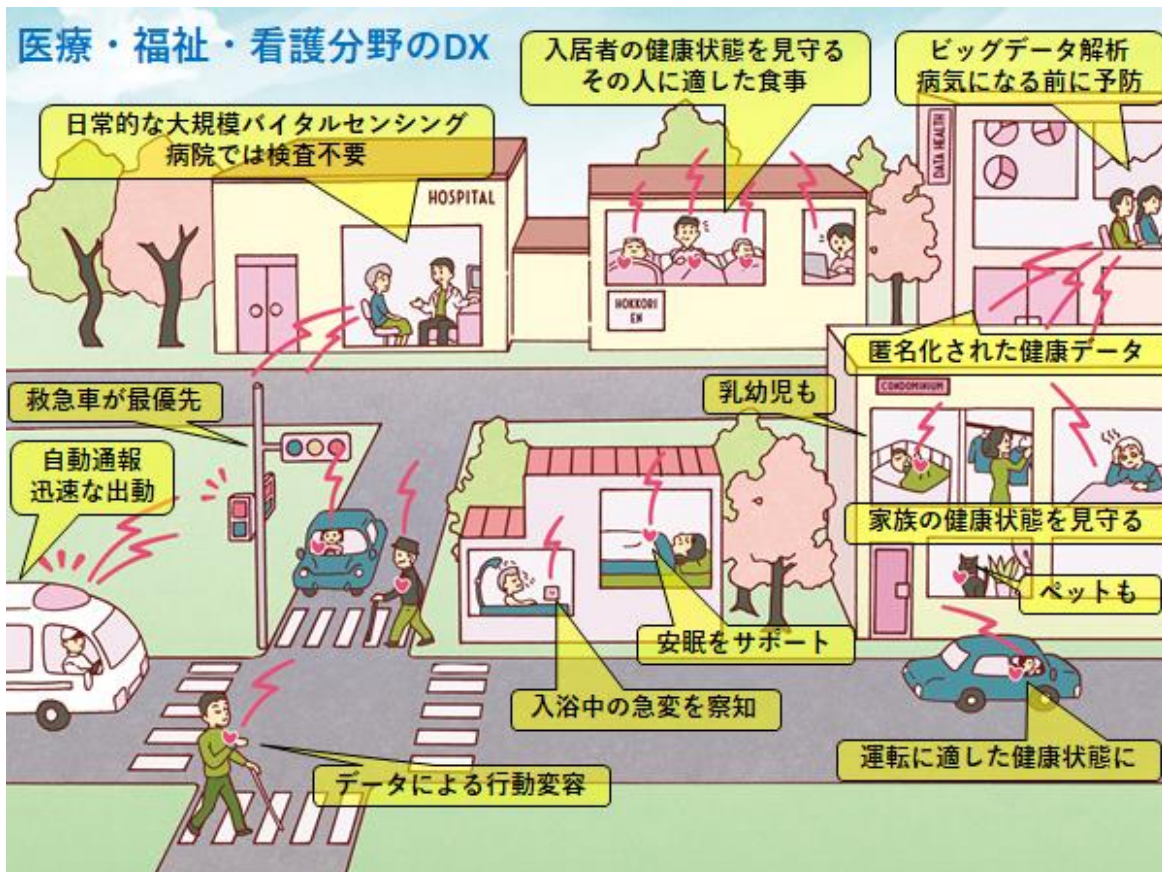 医療・福祉・看護分野のDX
入居者の健康状態を見守る
その人に適した食事
ビッグデータ解析
病気になる前に予防
日常的な大規模バイタルセンシング
病院では検査不要
HOSPITAL
DATA HEALTH
HOKKORI
EN
匿名化された健康データ
救急車が最優先
乳幼児も
CONDOMINIUM
自動通報
迅速な出動
家族の健康状態を見守る
ペットも
安眠をサポート
入浴中の急変を察知
運転に適した健康状態に
データによる行動変容